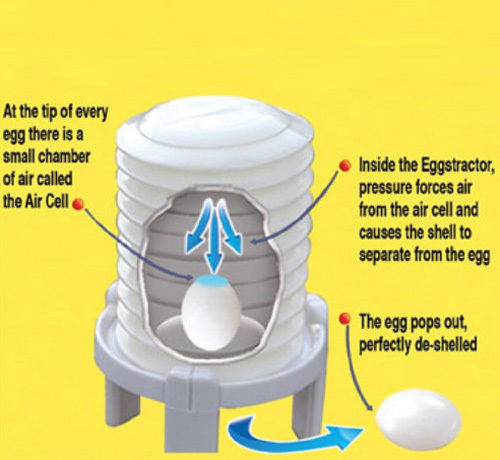 At the tip of every
egg there is a
small chamber
of air called
the Air Cell
Inside the Eggstractor,
pressure forces air
from the air cell and
causes the shell to
separate from the egg
The egg pops out,
perfectly de-shelled